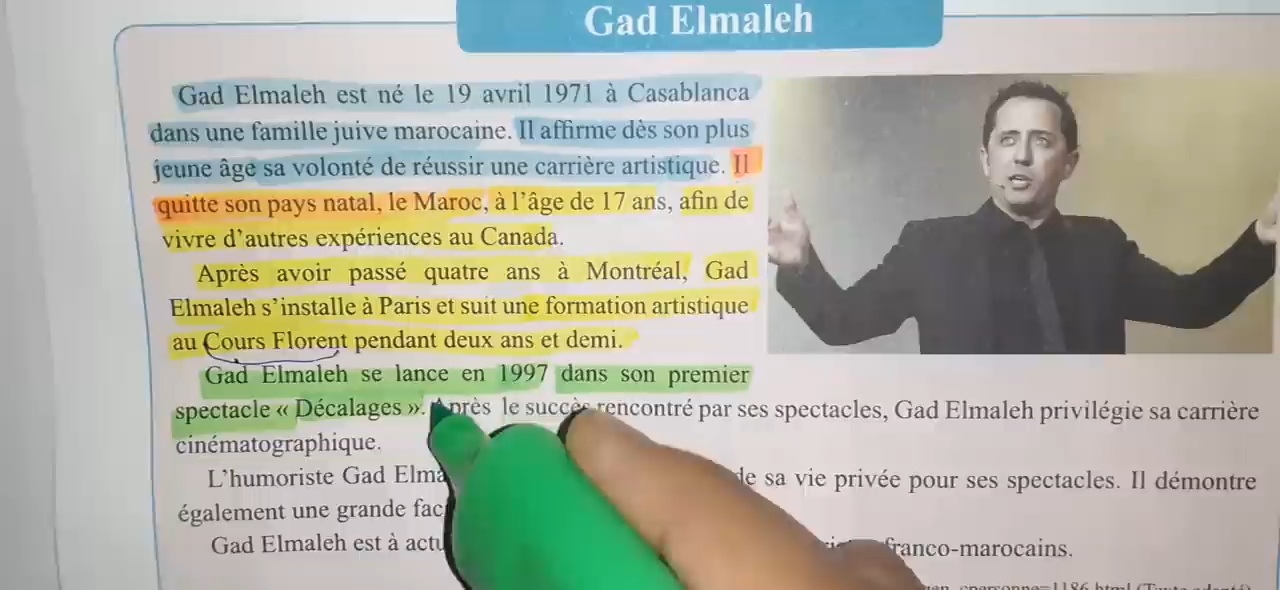 Gad Elmaleh
Gad Elmaleh est né le 19 avril 1971 à Casablanca
dans une famille juive marocaine. Il affirme dès son plus
jeune âge sa volonté de réussir une carrière artistique. Il
quitte son pays natal, le Maroc, à l'âge de 17 ans, afin de
vivre d'autres expériences au Canada.
Après avoir passé quatre ans à Montréal, Gad
Elmaleh s'installe à Paris et suit une formation artistique
au Cours Florent pendant deux ans et demi.
Gad Elmaleh se lance en 1997 dans son premier
spectacle « Décalages ». Après le succès rencontré par ses spectacles, Gad Elmaleh privilégie sa carrière
cinématographique.
L'humoriste Gad de sa vie privée pour ses spectacles. Il démontre
également une grande
Gad Elmaleh est à franco-marocains.